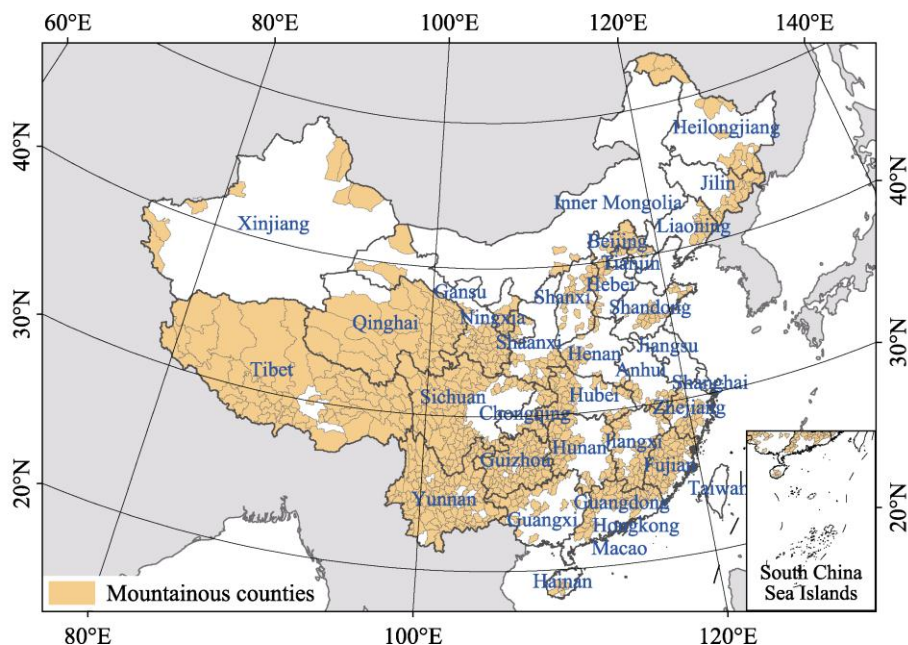 60°E
80°E
100°E
120°E
140°E
40°N
30°N
20°N
40°N
30°N
20°N
Heilongjiang
Jilin
Inner Mongolia
Liaoning
Xinjiang
Beijing
Tianjin
Hebei
Gansu
Shanxi
Shandong
Ningxia
Qinghai
Shaanxi
Henan
Jiangsu
Tibet
Anhui
Shanghai
Sichuan
Hubei
Zhejiang
Chongqing
Hunan
Jiangxi
Guizhou
Fujian
Taiwan
Yunnan
Guangdong
Guangxi
Hongkong
Macao
Hainan
South China
Sea Islands
Mountainous counties
80°E
100°E
120°E